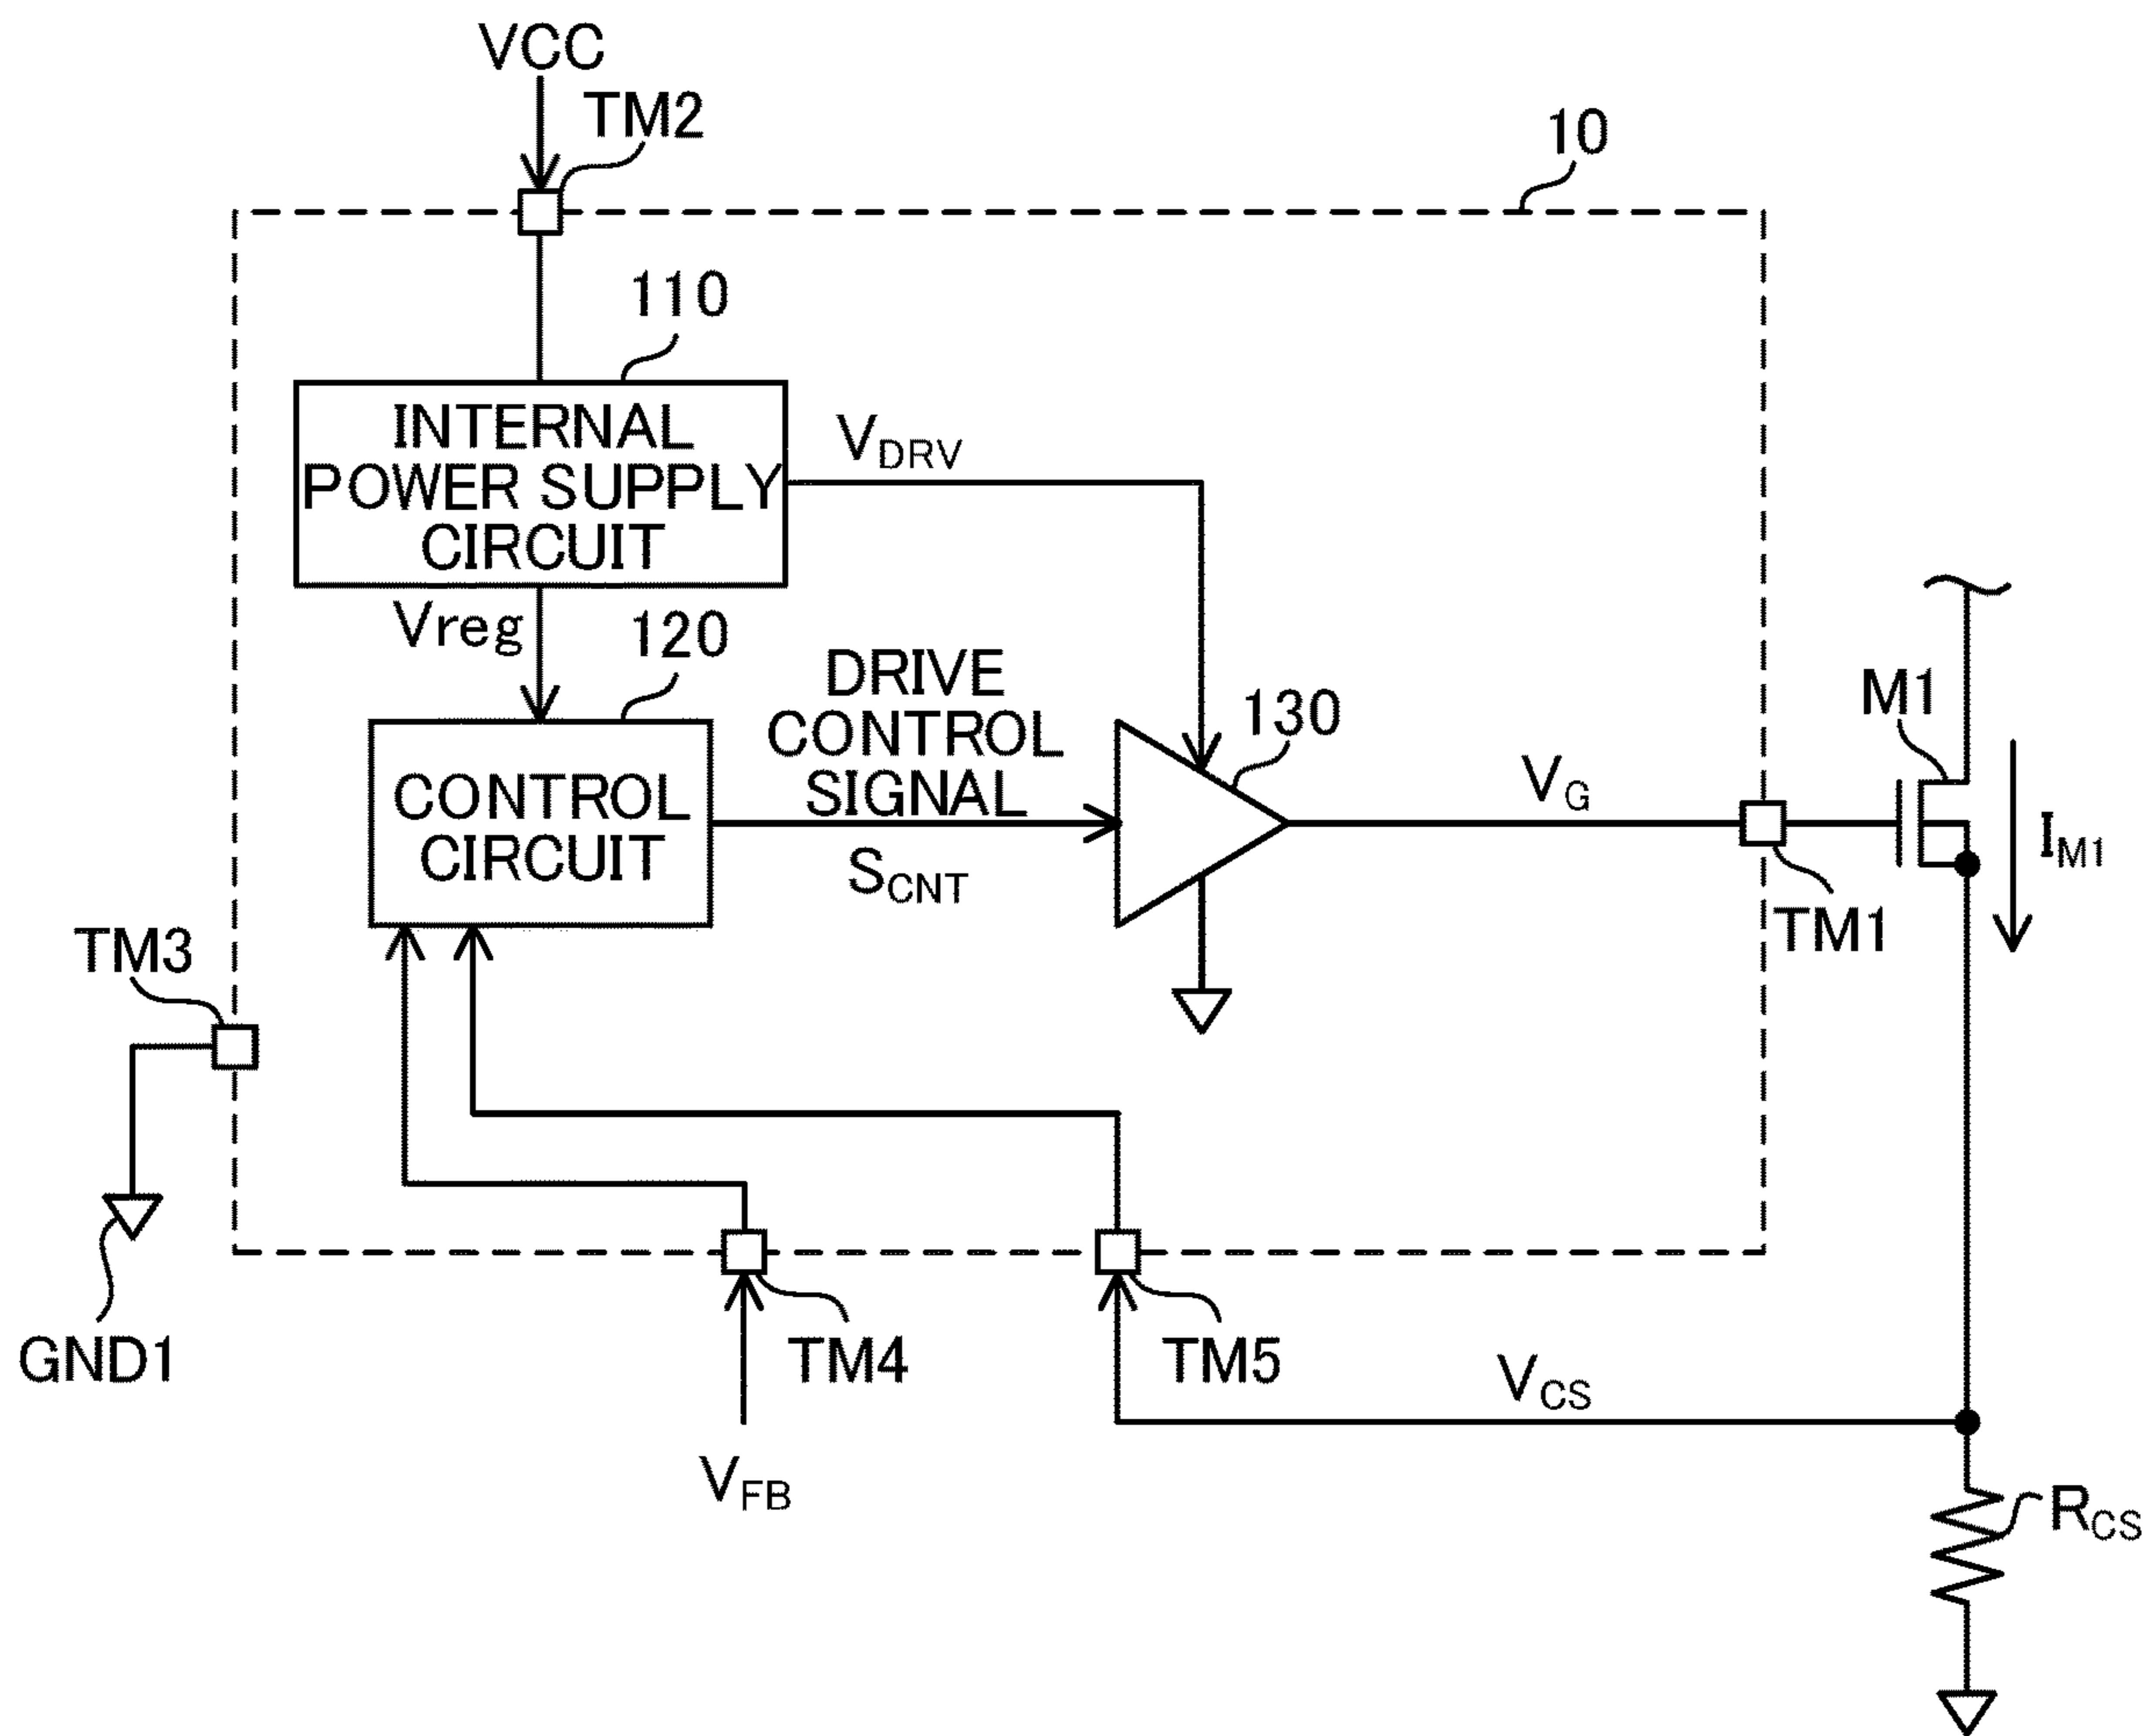 VCC
TM2
10
110
INTERNAL
POWER SUPPLY
CIRCUIT
VDRV
Vreg
120
DRIVE
CONTROL
SIGNAL
SCNT
130
CONTROL
CIRCUIT
VG
M1
IM1
TM1
TM3
GND1
TM4
TM5
VCS
VFB
RCS